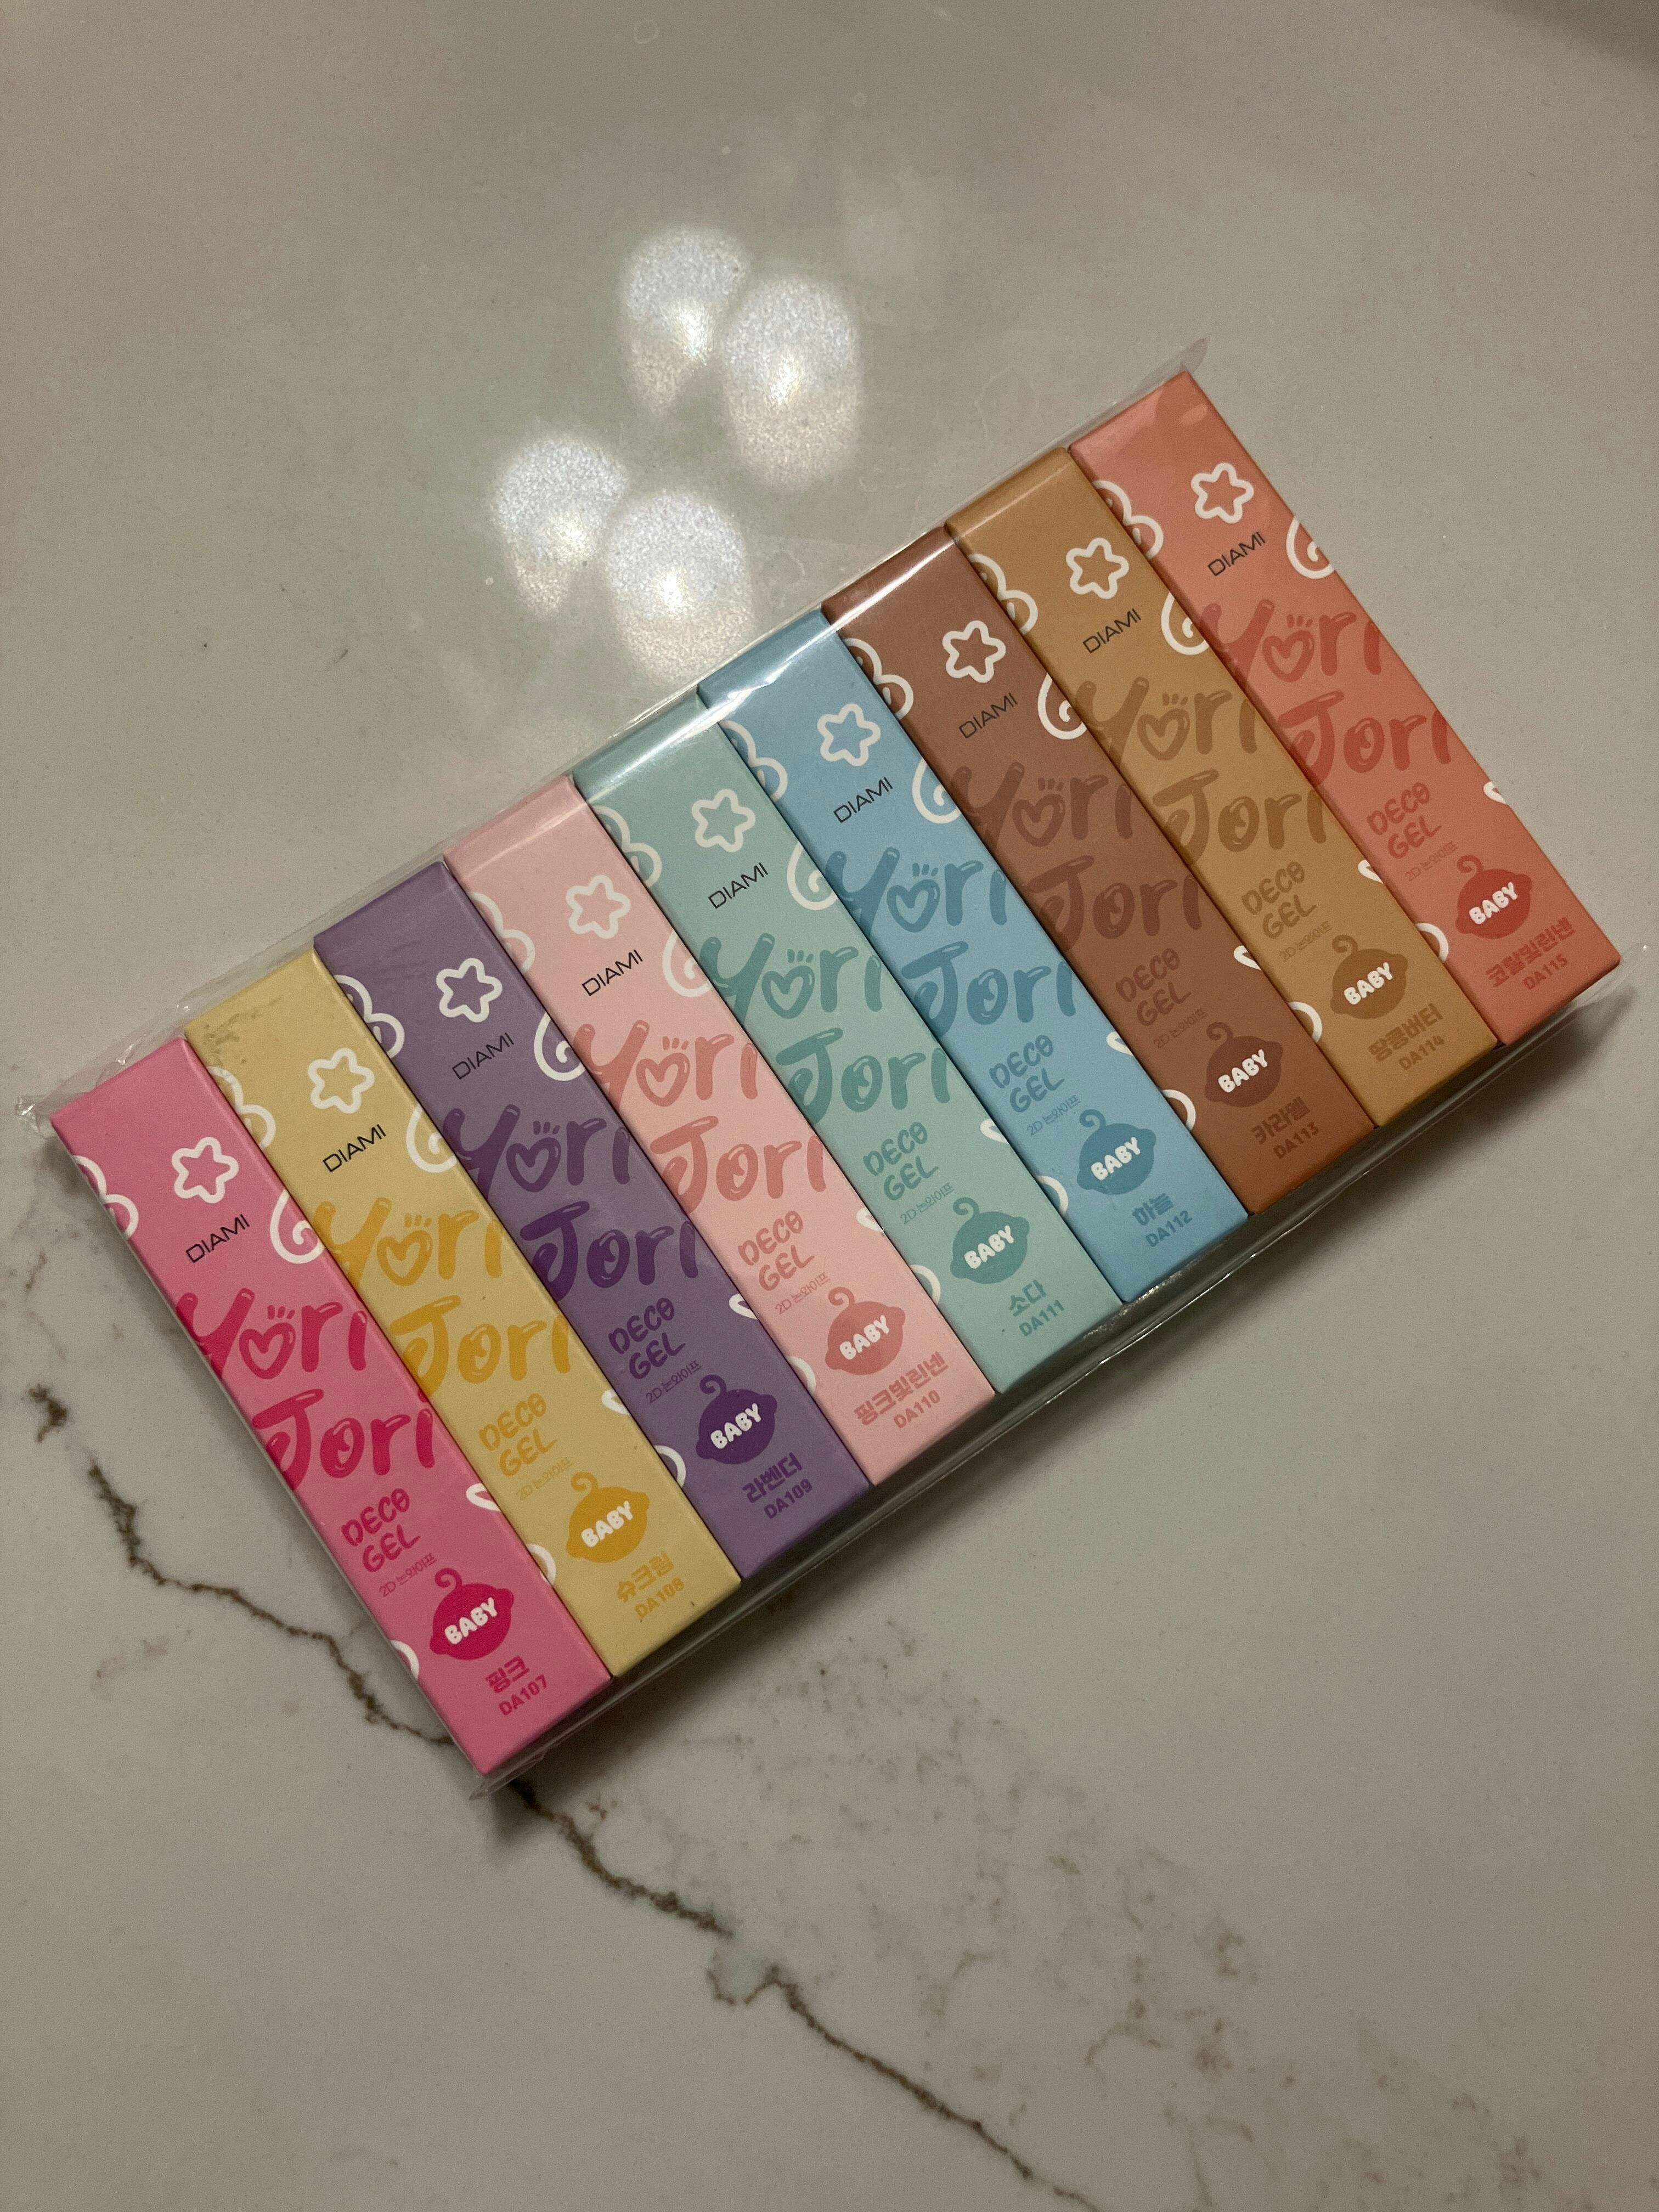 DIAMI
Yori
Jori
DECO
GEL
2D 논와이프
BABY
핑크
DA107
DIAMI
Yori
Jori
DECO
GEL
2D 논와이프
BABY
슈크림
DA108
DIAMI
Yori
Jori
DECO
GEL
2D 논와이프
BABY
라벤더
DA109
DIAMI
Yori
Jori
DECO
GEL
2D 논와이프
BABY
핑크빛린넨
DA110
DIAMI
Yori
Jori
DECO
GEL
2D 논와이프
BABY
소다
DA111
DIAMI
Yori
Jori
DECO
GEL
2D 논와이프
BABY
하늘
DA112
DIAMI
Yori
Jori
DECO
GEL
2D 논와이프
BABY
카라멜
DA113
DIAMI
Yori
Jori
DECO
GEL
2D 논와이프
BABY
땅콩버터
DA114
DIAMI
Yori
Jori
DECO
GEL
2D 논와이프
BABY
코랄빛린넨
DA115